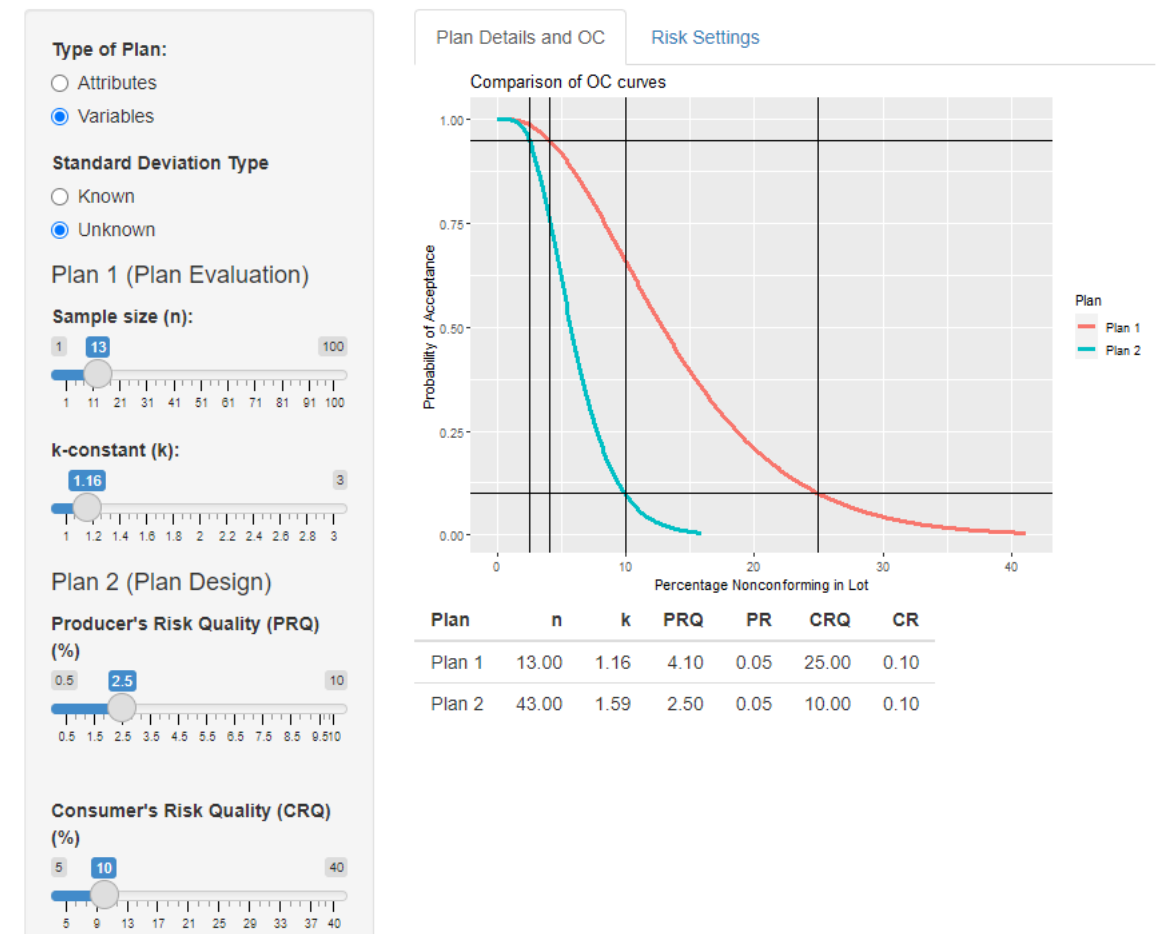 Type of Plan:
Attributes
Variables
Standard Deviation Type
Known
Unknown
Plan 1 (Plan Evaluation)
Sample size (n):
1 13 100
1 11 21 31 41 51 61 71 81 91 100
k-constant (k):
1.16 3
1 1.2 1.4 1.6 1.8 2 2.2 2.4 2.6 2.8 3
Plan 2 (Plan Design)
Producer's Risk Quality (PRQ)
(%)
0.5 2.5 10
0.5 1.5 2.5 3.5 4.5 5.5 6.5 7.5 8.5 9.510
Consumer's Risk Quality (CRQ)
(%)
5 10 40
5 9 13 17 21 25 29 33 37 40
Plan Details and OC Risk Settings
Comparison of OC curves
Probability of Acceptance
1.00
0.75
0.50
0.25
0.00
0 10 20 30 40
Percentage Nonconforming in Lot
Plan
Plan 1
Plan 2
Plan n k PRQ PR CRQ CR
Plan 1 13.00 1.16 4.10 0.05 25.00 0.10
Plan 2 43.00 1.59 2.50 0.05 10.00 0.10